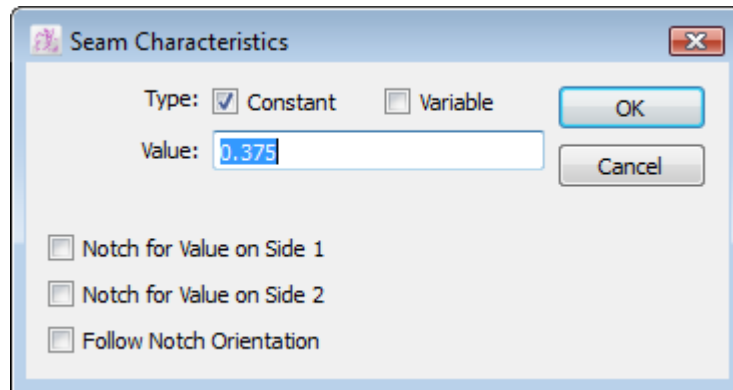 Seam Characteristics
Type: Constant Variable OK
Value: 0.375 Cancel
Notch for Value on Side 1
Notch for Value on Side 2
Follow Notch Orientation